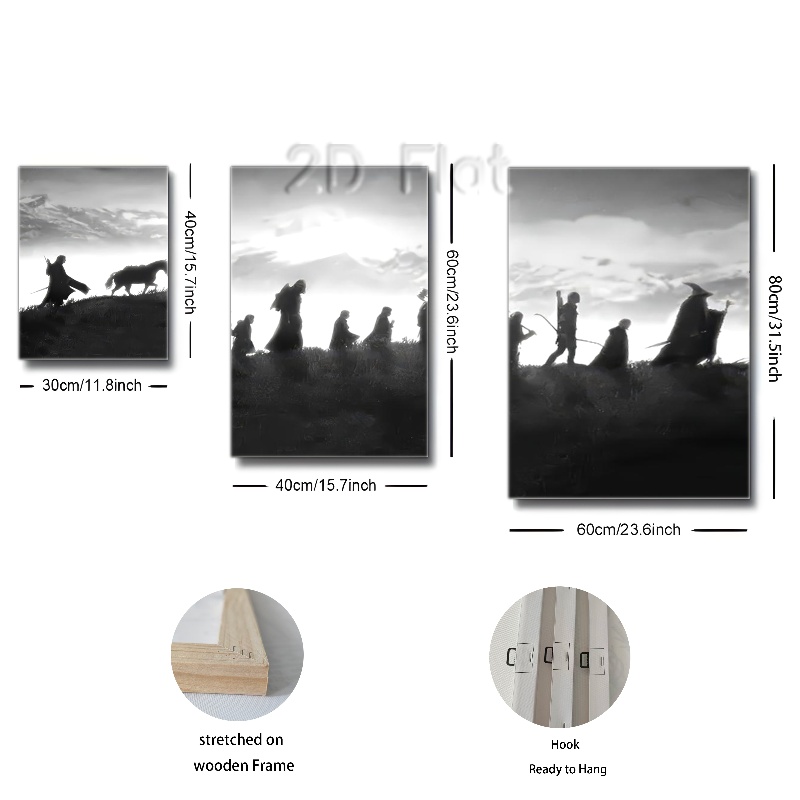 2D Flat
40cm/15.7inch
30cm/11.8inch
60cm/23.6inch
40cm/15.7inch
80cm/31.5inch
60cm/23.6inch
stretched on
wooden Frame
Hook
Ready to Hang